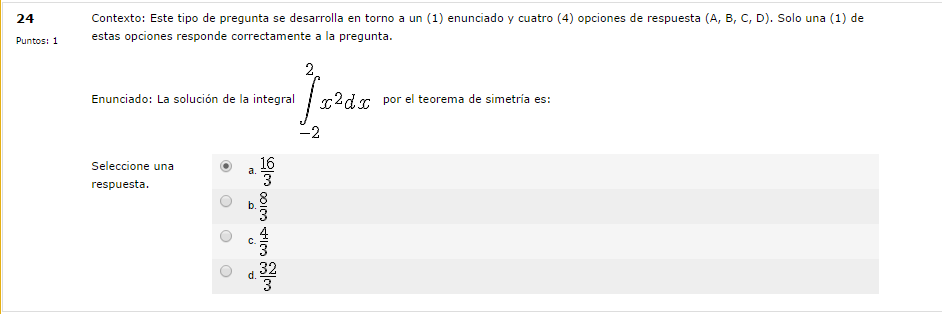 24
Puntos: 1
Contexto: Este tipo de pregunta se desarrolla en torno a un (1) enunciado y cuatro (4) opciones de respuesta (A, B, C, D). Solo una (1) de
estas opciones responde correctamente a la pregunta.
Enunciado: La solución de la integral ∫_{-2}^{2} x²dx por el teorema de simetría es:
Seleccione una
respuesta.
a. 16/3
b. 8/3
c. 4/3
d. 32/3